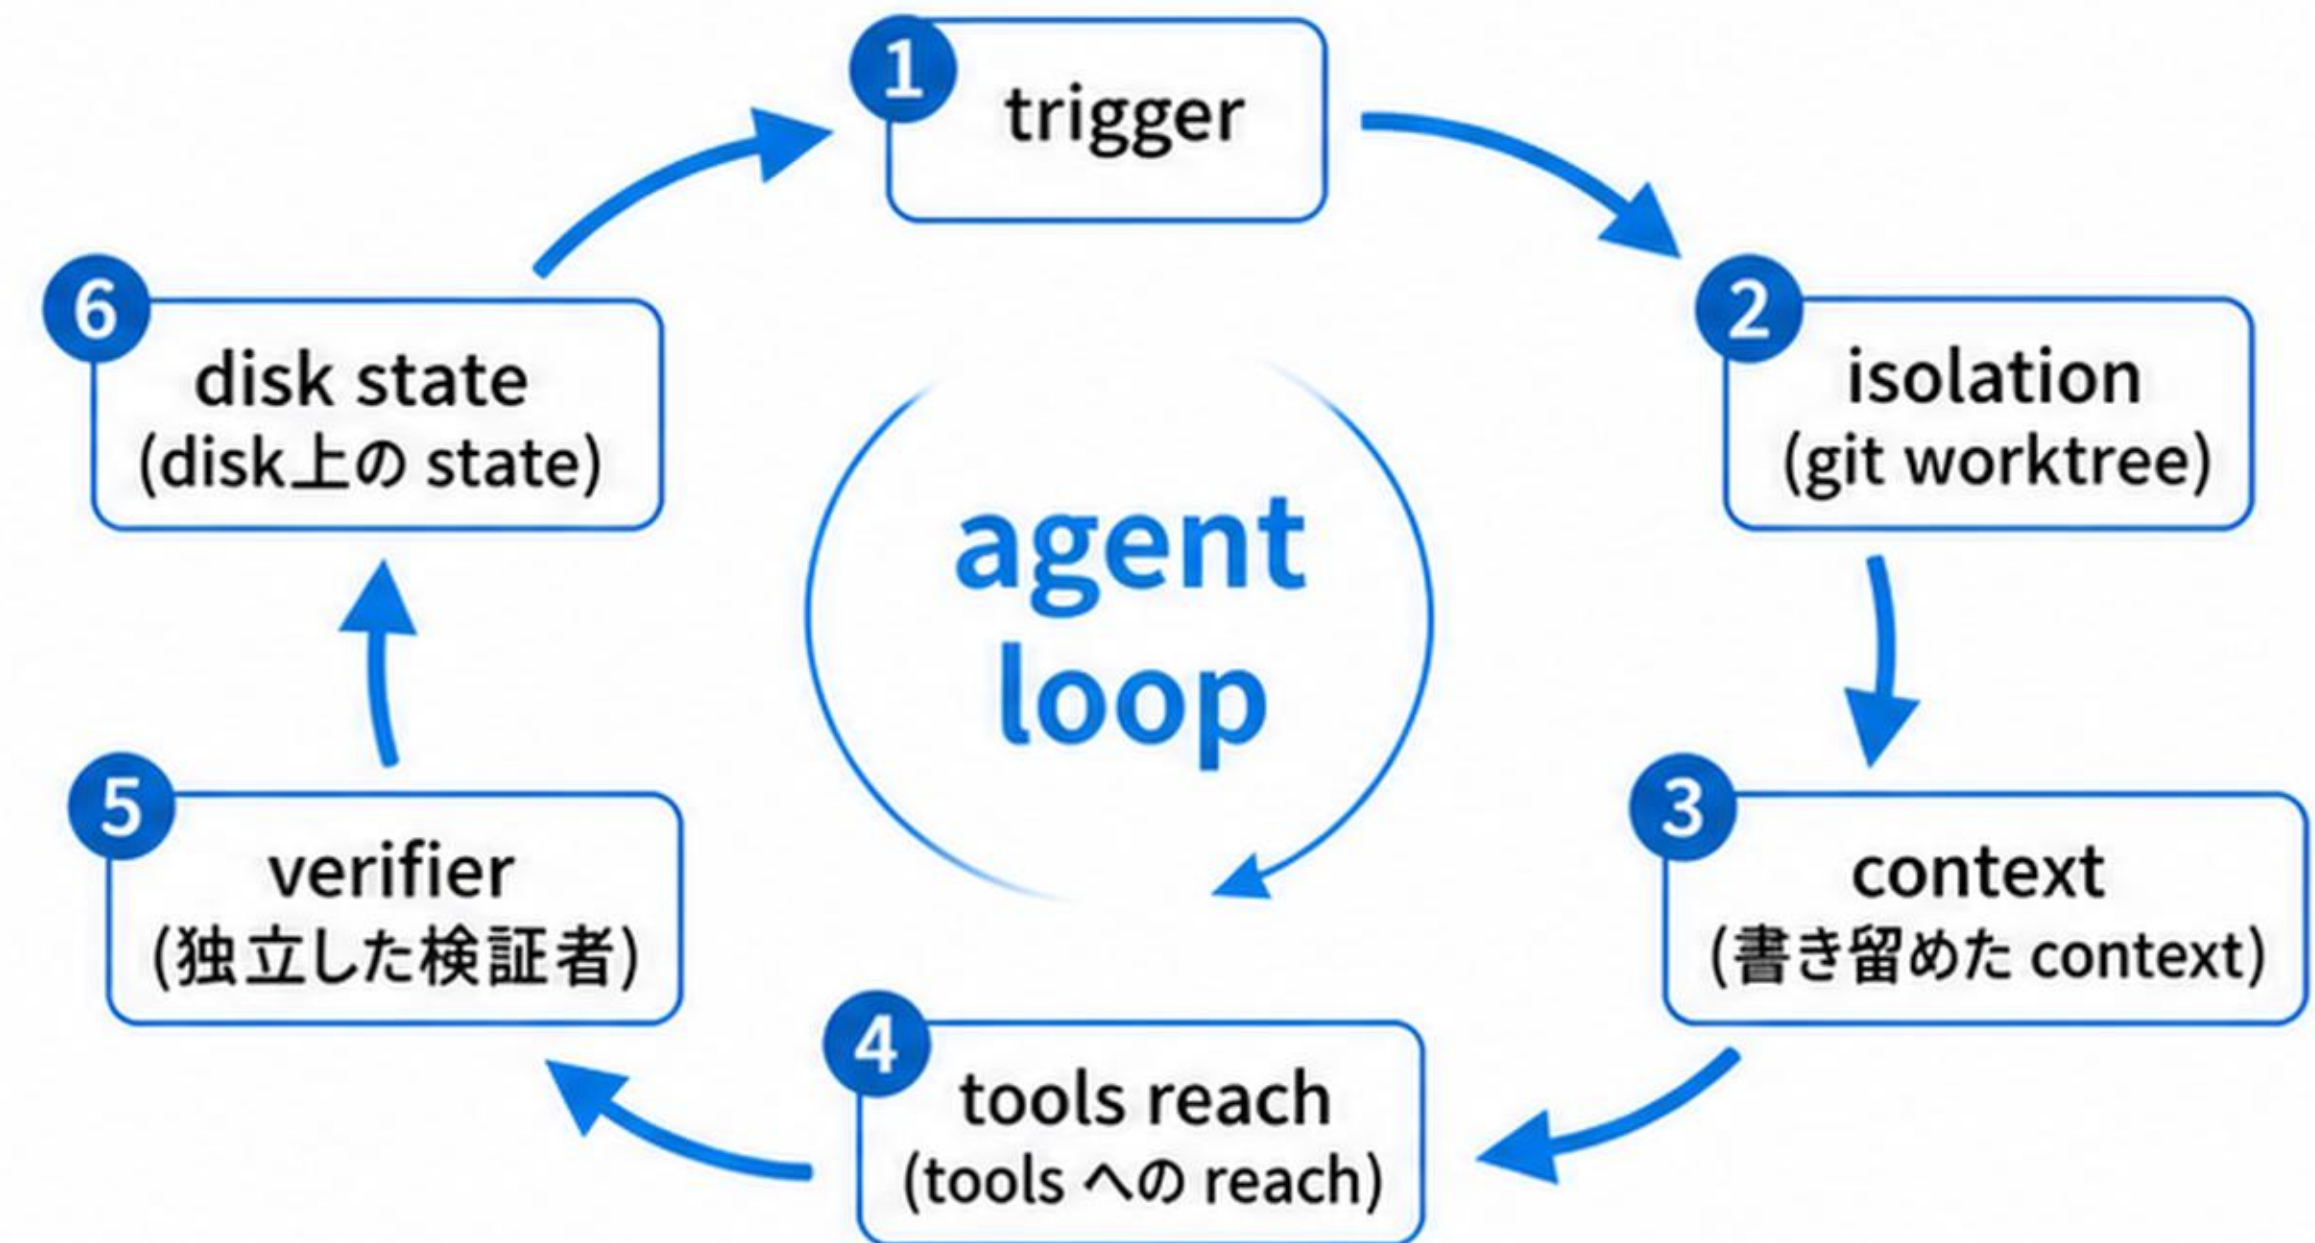 1
trigger
2
isolation
(git worktree)
3
context
(書き留めた context)
4
tools reach
(tools への reach)
5
verifier
(独立した検証者)
6
disk state
(disk上の state)
agent
loop